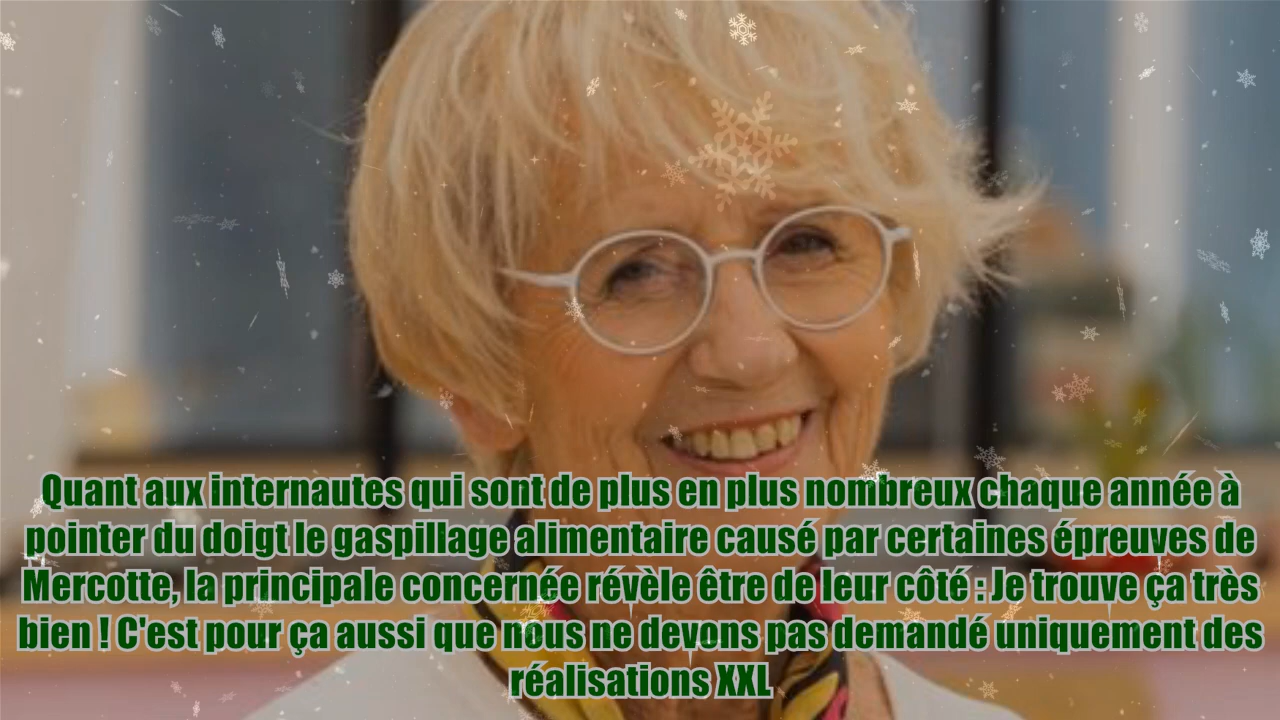 Quant aux internautes qui sont de plus en plus nombreux chaque année à
pointer du doigt le gaspillage alimentaire causé par certaines épreuves de
Mercotte, la principale concernée révèle être de leur côté : Je trouve ça très
bien ! C'est pour ça aussi que nous ne devons pas demandé uniquement des
réalisations XXL